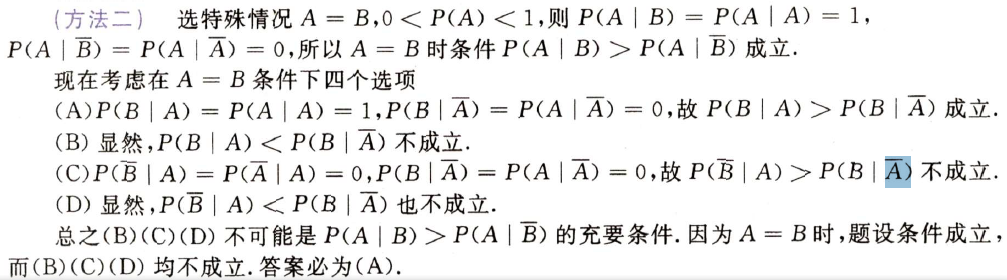 (方法二) 选特殊情况 A = B,0 < P(A) < 1,则 P(A | B) = P(A | A) = 1,
P(A | B̅) = P(A | A̅) = 0,所以 A = B 时条件 P(A | B) > P(A | B̅) 成立.
现在考虑在 A = B 条件下四个选项
(A)P(B | A) = P(A | A) = 1,P(B | A̅) = P(A | A̅) = 0,故 P(B | A) > P(B | A̅) 成立.
(B) 显然,P(B | A) < P(B | A̅) 不成立.
(C)P(B̅ | A) = P(A̅ | A) = 0,P(B | A̅) = P(A | A̅) = 0,故 P(B̅ | A) > P(B | A̅) 不成立.
(D) 显然,P(B̅ | A) < P(B | A̅) 也不成立.
总之(B)(C)(D) 不可能是 P(A | B) > P(A | B̅) 的充要条件. 因为 A = B 时,题设条件成立,
而(B)(C)(D) 均不成立. 答案必为(A).